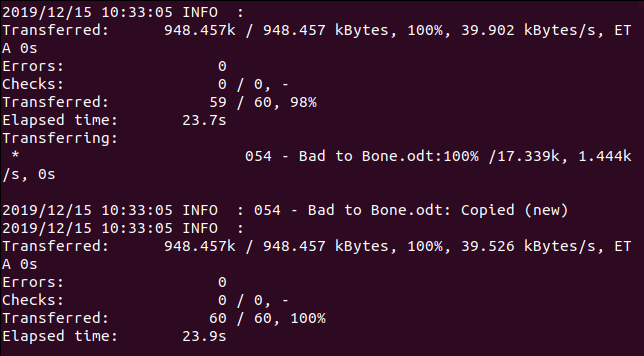 2019/12/15 10:33:05 INFO  :
Transferred:      948.457k / 948.457 kBytes, 100%, 39.902 kBytes/s, ET
A 0s
Errors:                 0
Checks:                 0 / 0, -
Transferred:           59 / 60, 98%
Elapsed time:       23.7s
Transferring:
 *                         054 - Bad to Bone.odt:100% /17.339k, 1.444k
/s, 0s
2019/12/15 10:33:05 INFO  : 054 - Bad to Bone.odt: Copied (new)
2019/12/15 10:33:05 INFO  :
Transferred:      948.457k / 948.457 kBytes, 100%, 39.526 kBytes/s, ET
A 0s
Errors:                 0
Checks:                 0 / 0, -
Transferred:           60 / 60, 100%
Elapsed time:       23.9s